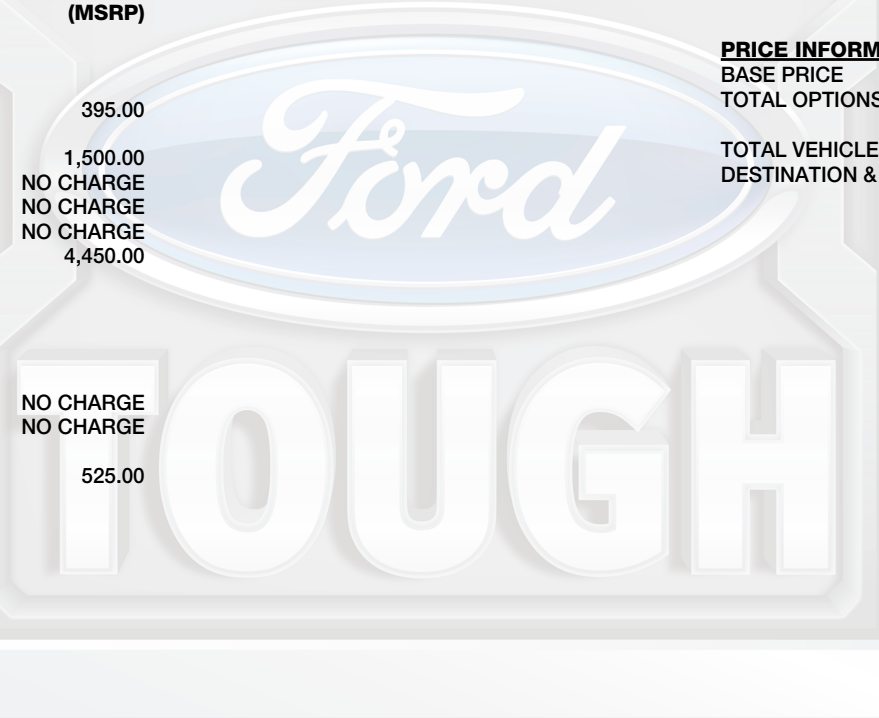 (MSRP)
395.00
1,500.00
NO CHARGE
NO CHARGE
NO CHARGE
4,450.00
NO CHARGE
NO CHARGE
525.00
PRICE INFORM
BASE PRICE
TOTAL OPTIONS
TOTAL VEHICLE
DESTINATION &
Ford
TOUGH